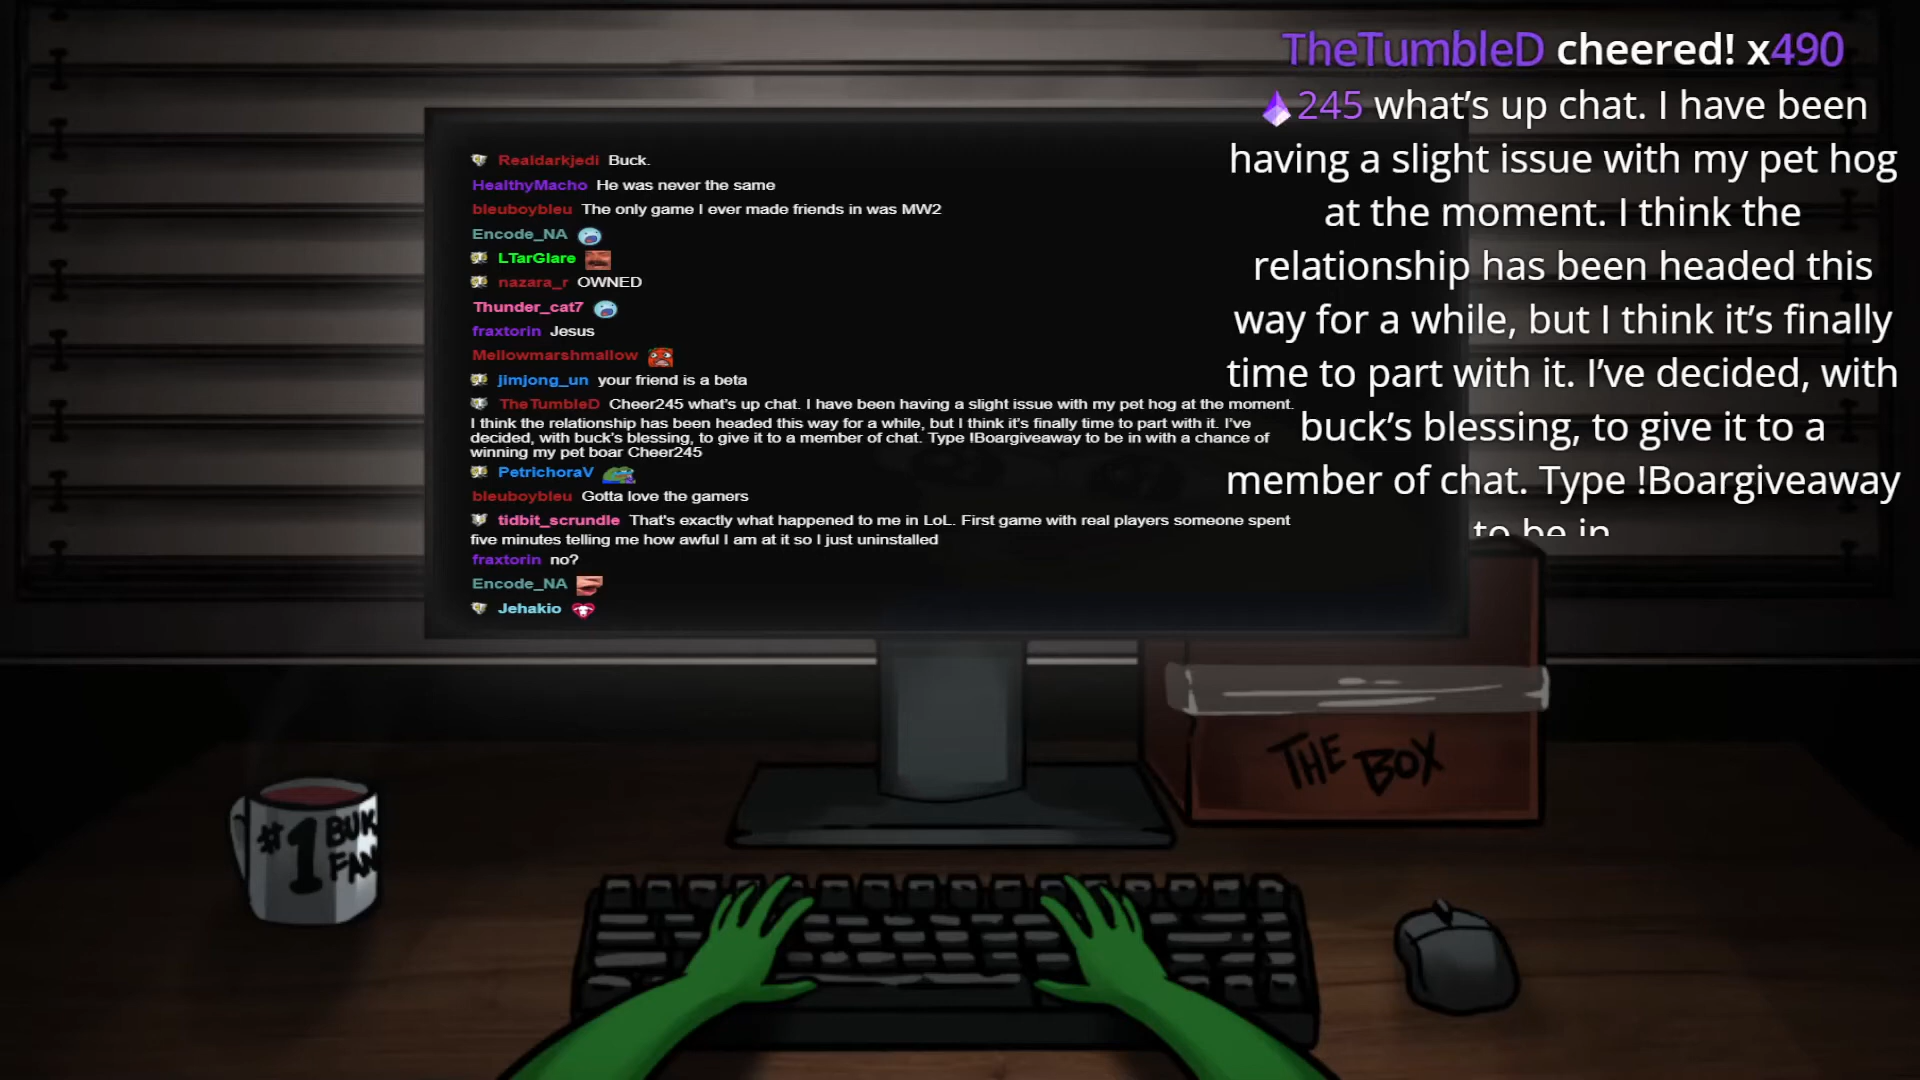 Realdarkjedi Buck.
HealthyMacho He was never the same
bleuboybleu The only game I ever made friends in was MW2
Encode_NA
LTarGlare
nazara_r OWNED
Thunder_cat7
fraxtorin Jesus
Mellowmarshmallow
jimjong_un your friend is a beta
TheTumbleD Cheer245 what's up chat. I have been having a slight issue with my pet hog at the moment.
I think the relationship has been headed this way for a while, but I think it's finally time to part with it. I've
decided, with buck's blessing, to give it to a member of chat. Type !Boargiveaway to be in with a chance of
winning my pet boar Cheer245
PetrichoraV
bleuboybleu Gotta love the gamers
tidbit_scrundle That's exactly what happened to me in LoL. First game with real players someone spent
five minutes telling me how awful I am at it so I just uninstalled
fraxtorin no?
Encode_NA
Jehakio
TheTumbleD cheered! x490
245 what's up chat. I have been
having a slight issue with my pet hog
at the moment. I think the
relationship has been headed this
way for a while, but I think it's finally
time to part with it. I've decided, with
buck's blessing, to give it to a
member of chat. Type !Boargiveaway
to be in
THE BOX
#1 BUK
FAN